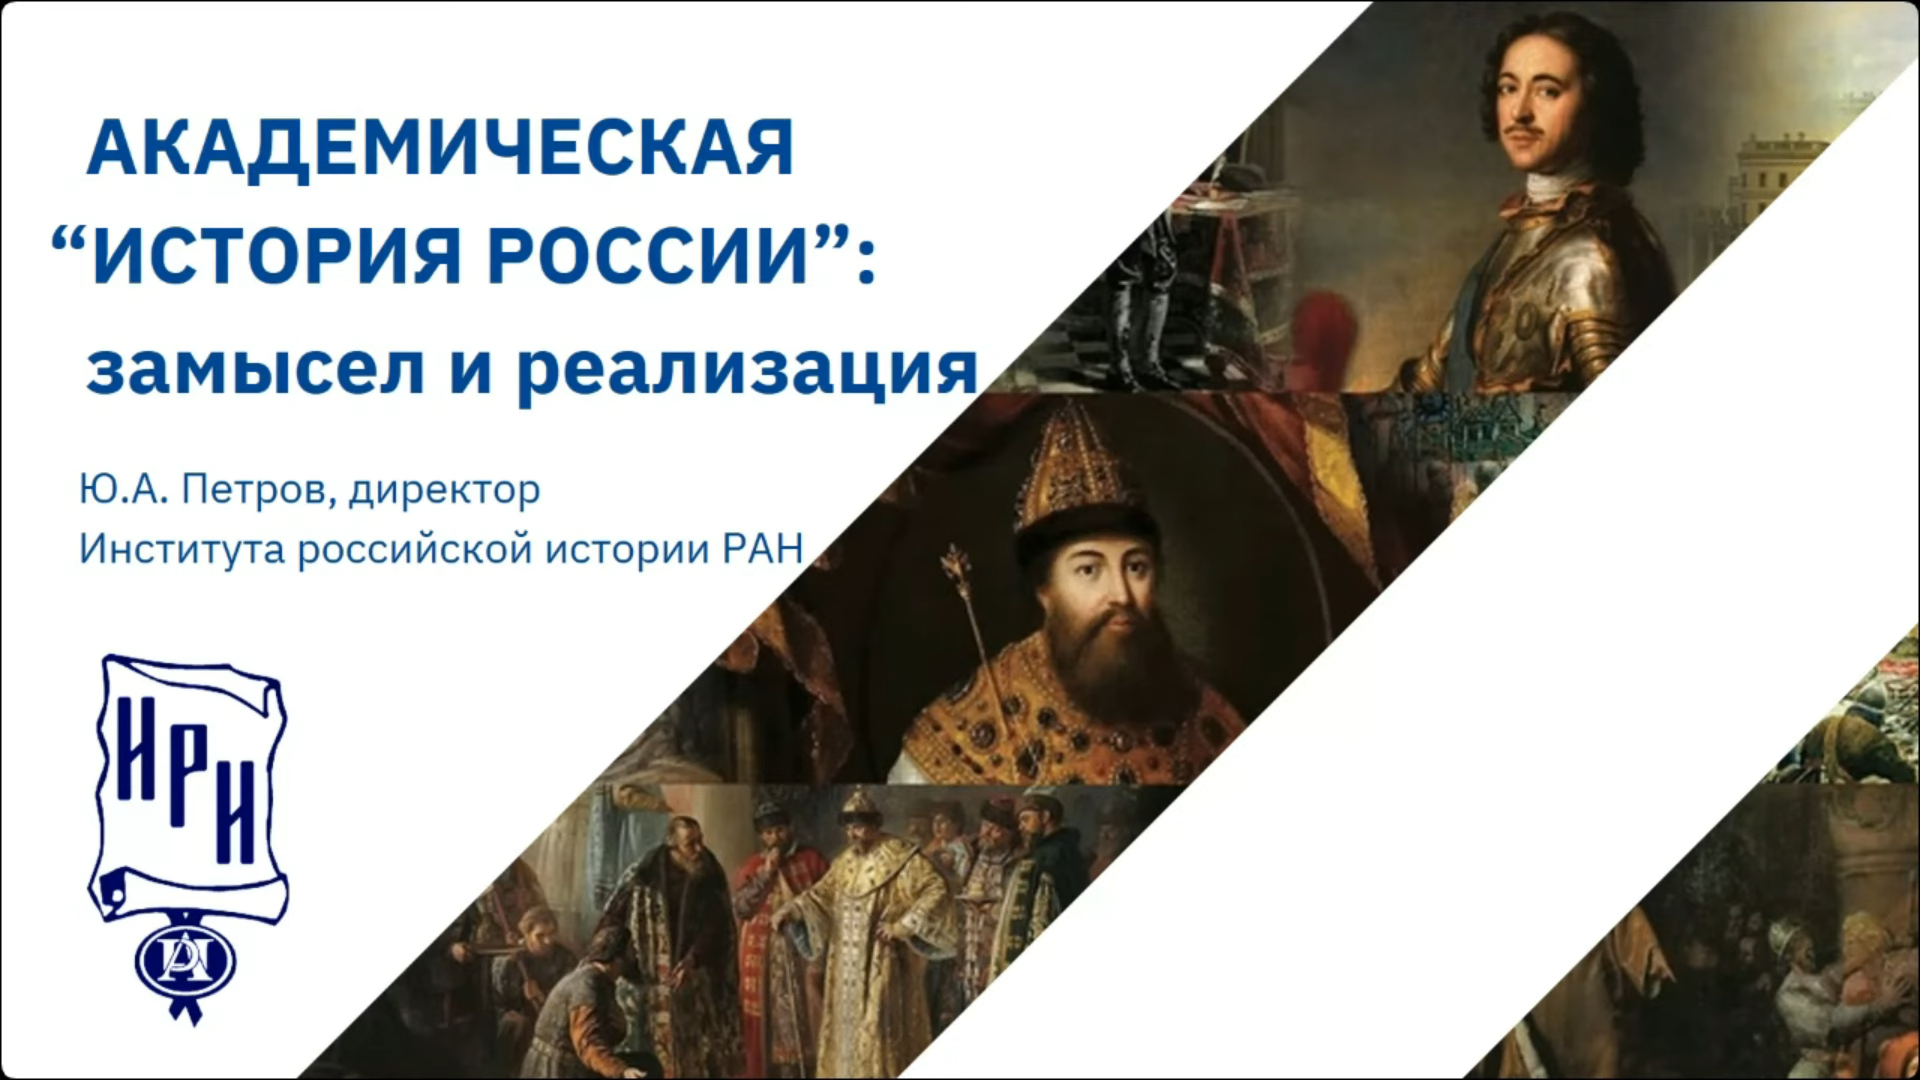 АКАДЕМИЧЕСКАЯ
“ИСТОРИЯ РОССИИ”:
замысел и реализация
Ю.А. Петров, директор
Института российской истории РАН
ИРИ